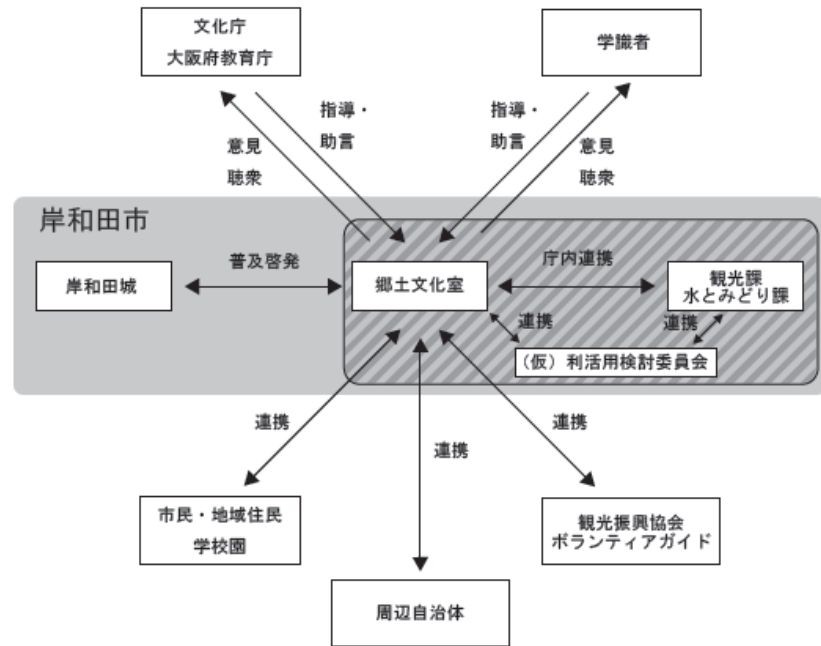 文化庁
大阪府教育庁
学識者
指導・
助言
意見
聴衆
指導・
助言
意見
聴衆
岸和田市
岸和田城
普及啓発
郷土文化室
庁内連携
観光課
水とみどり課
連携
連携
（仮）利活用検討委員会
連携
連携
連携
市民・地域住民
学校園
観光振興協会
ボランティアガイド
周辺自治体